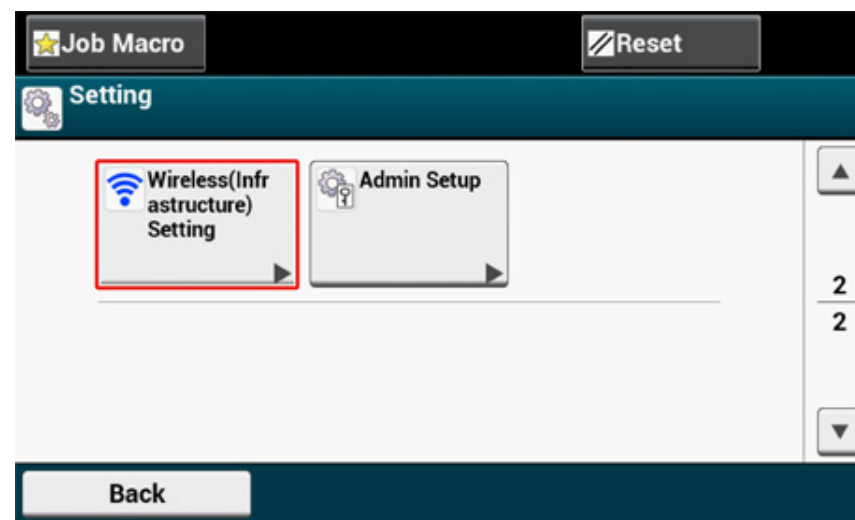 Job Macro
Reset
Setting
Wireless(Infr
astructure)
Setting
Admin Setup
2
2
Back